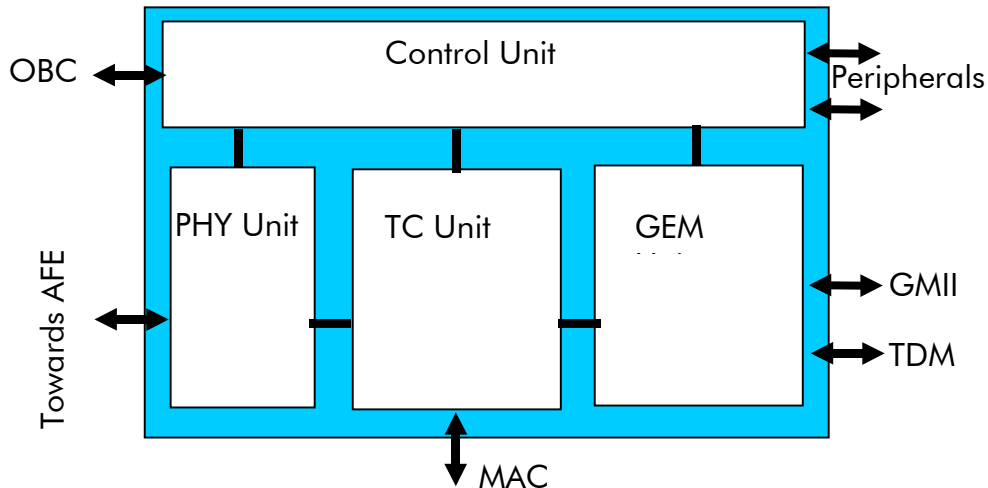 Control Unit
OBC
Peripherals
PHY Unit
TC Unit
GEM
Towards AFE
GMII
TDM
MAC